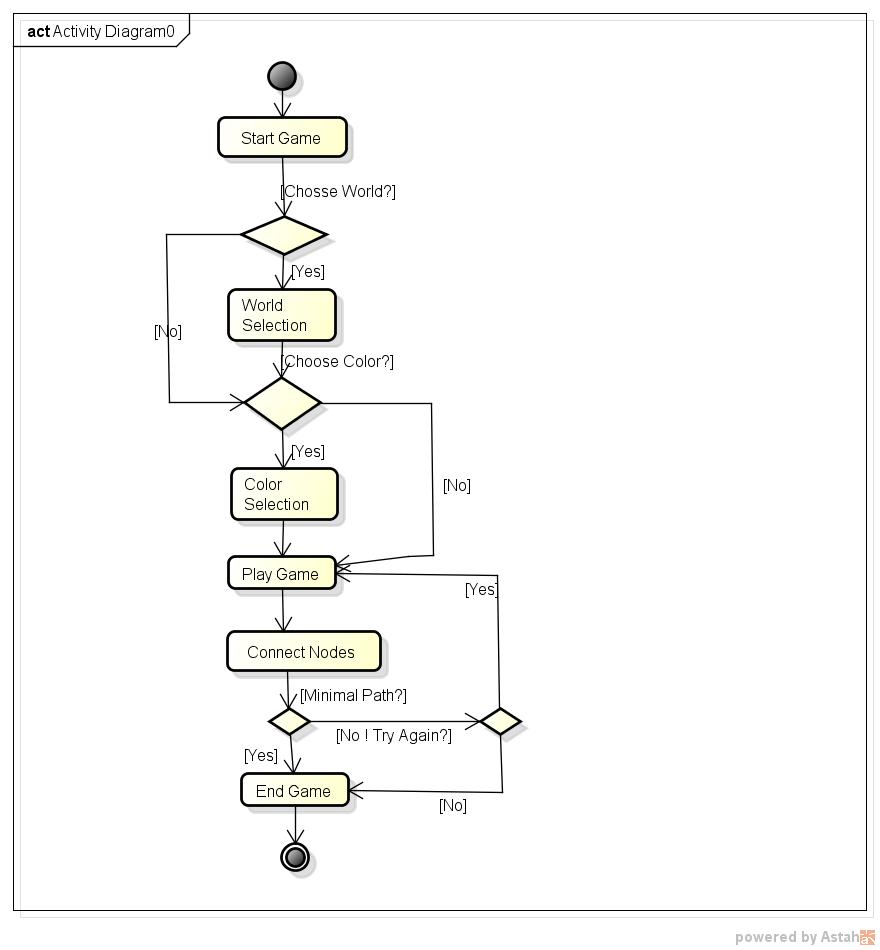 act Activity Diagram0
Start Game
[Chosse World?]
[Yes]
World
Selection
[No]
[Choose Color?]
[Yes]
Color
Selection
[No]
Play Game
[Yes]
Connect Nodes
[Minimal Path?]
[No ! Try Again?]
[Yes]
End Game
[No]
powered by Astah